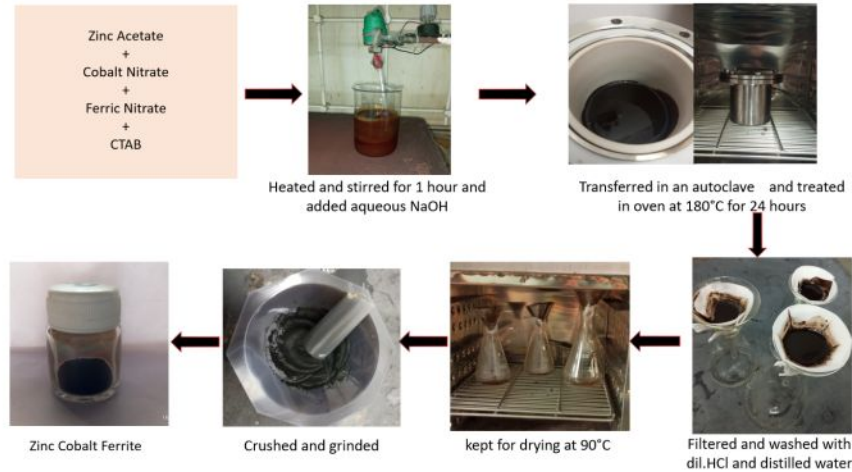 Zinc Acetate
+
Cobalt Nitrate
+
Ferric Nitrate
+
CTAB
Heated and stirred for 1 hour and
added aqueous NaOH
Transferred in an autoclave and treated
in oven at 180°C for 24 hours
Filtered and washed with
dil.HCl and distilled water
kept for drying at 90°C
Crushed and grinded
Zinc Cobalt Ferrite